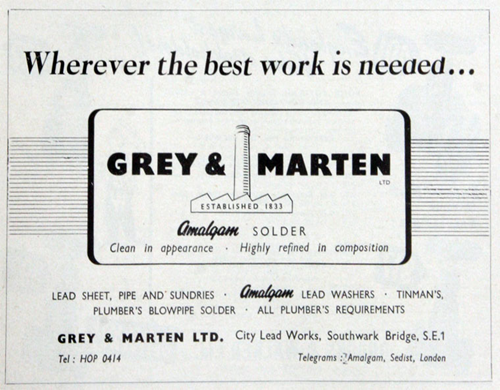 Wherever the best work is needed...
GREY & MARTEN
LTD
ESTABLISHED 1833
Amalgam SOLDER
Clean in appearance · Highly refined in composition
LEAD SHEET, PIPE AND SUNDRIES · Amalgam LEAD WASHERS · TINMAN'S,
PLUMBER'S BLOWPIPE SOLDER · ALL PLUMBER'S REQUIREMENTS
GREY & MARTEN LTD. City Lead Works, Southwark Bridge, S.E.1
Tel: HOP 0414 Telegrams: Amalgam, Sedist, London